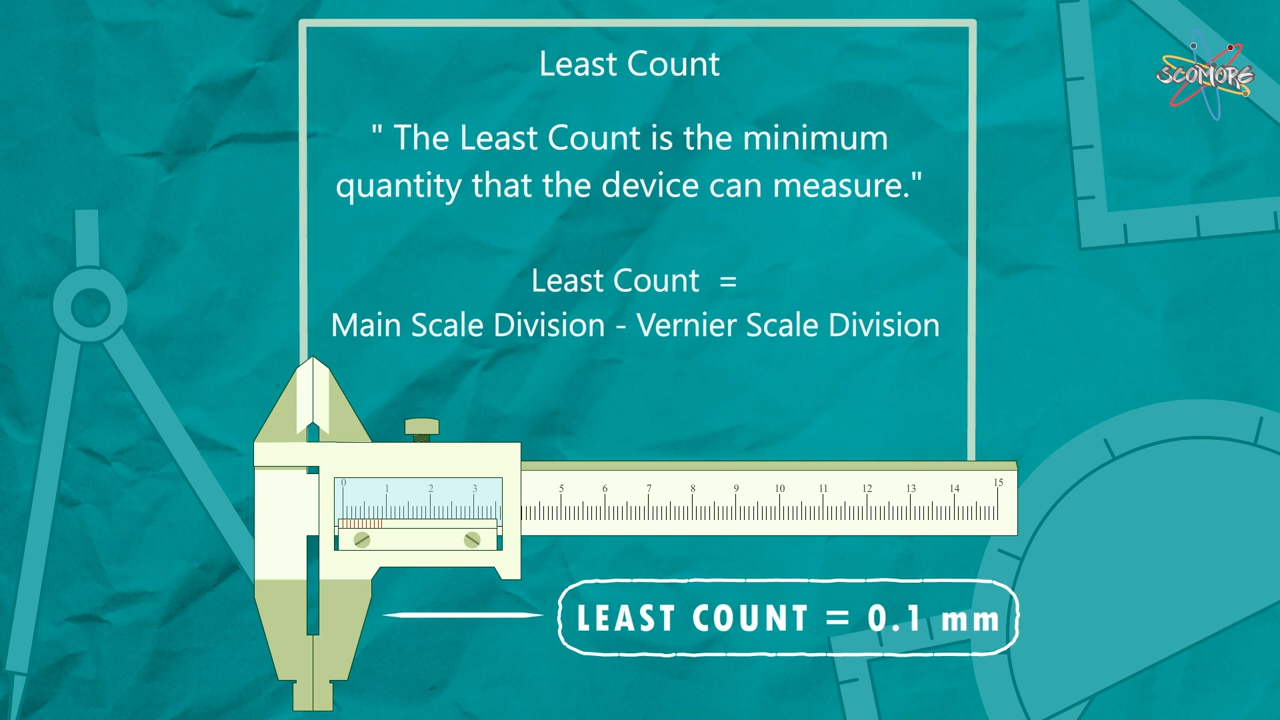 SCOMORE
Least Count
" The Least Count is the minimum
quantity that the device can measure."
Least Count =
Main Scale Division - Vernier Scale Division
0 1 2 3 5 6 7 8 9 10 11 12 13 14 15
LEAST COUNT = 0.1 mm